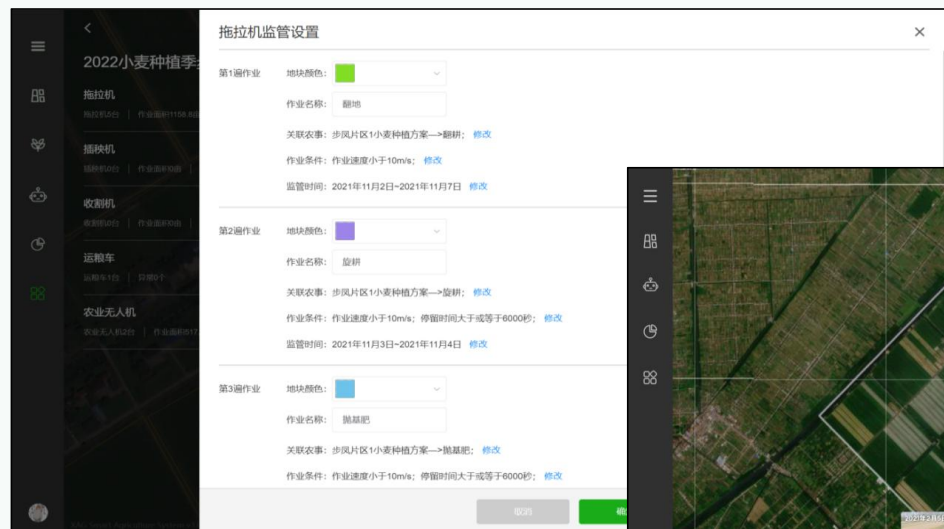 2022小麦种植季
拖拉机
插秧机
收割机
运粮车
农业无人机
拖拉机监管设置
第1遍作业 地块颜色:
作业名称: 翻地
关联农事: 步凤片区1小麦种植方案—>翻耕; 修改
作业条件: 作业速度小于10m/s; 修改
监管时间: 2021年11月2日~2021年11月7日 修改
第2遍作业 地块颜色:
作业名称: 旋耕
关联农事: 步凤片区1小麦种植方案—>旋耕; 修改
作业条件: 作业速度小于10m/s; 停留时间大于或等于6000秒; 修改
监管时间: 2021年11月3日~2021年11月4日 修改
第3遍作业 地块颜色:
作业名称: 抛基肥
关联农事: 步凤片区1小麦种植方案—>抛基肥; 修改
作业条件: 作业速度小于10m/s; 停留时间大于或等于6000秒; 修改
取消